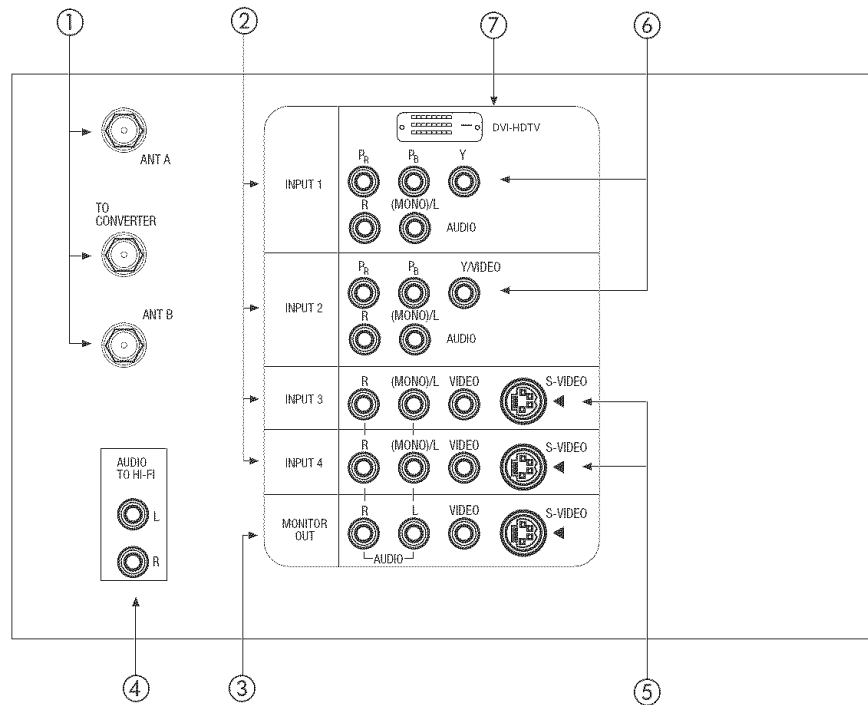 ① ② ⑦ ⑥
ANT A
TO
CONVERTER
ANT B
AUDIO
TO HI-FI
L
R
DVI-HDTV
INPUT 1
PR PB Y
R (MONO)/L AUDIO
INPUT 2
PR PB Y/VIDEO
R (MONO)/L AUDIO
INPUT 3
R (MONO)/L VIDEO S-VIDEO
INPUT 4
R (MONO)/L VIDEO S-VIDEO
MONITOR
OUT
R L VIDEO S-VIDEO
AUDIO
④ ③ ⑤